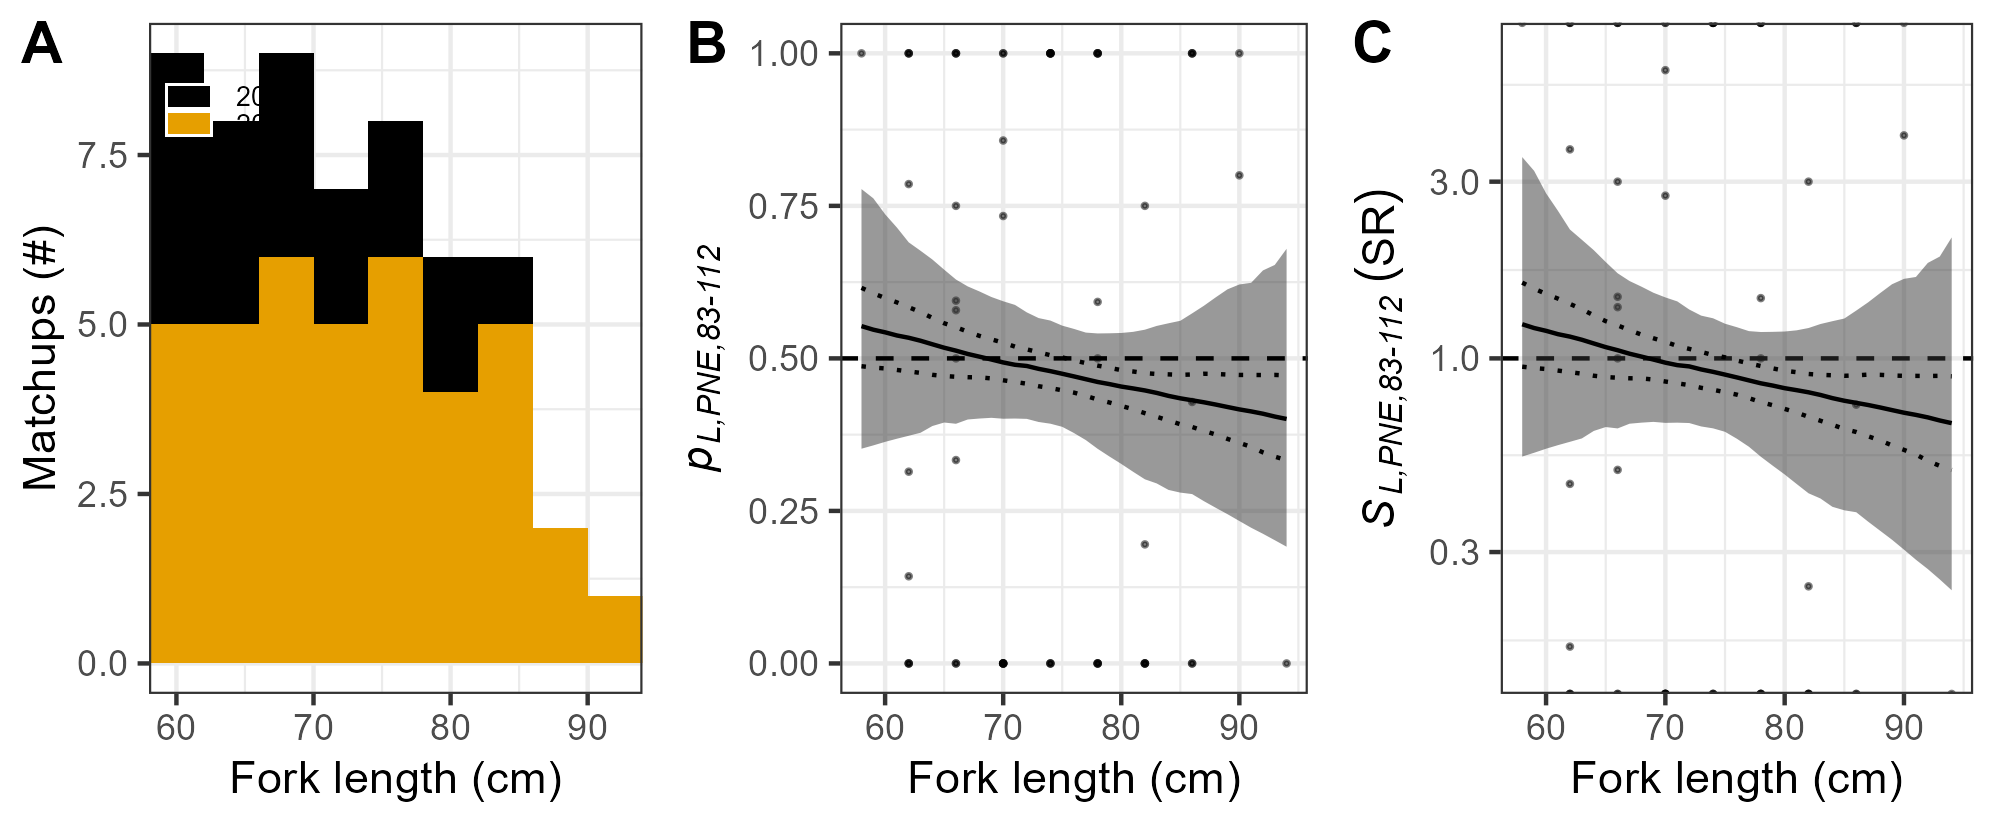 A
20
7.5
5.0
2.5
0.0
Matchups (#)
60 70 80 90
Fork length (cm)
B
1.00
0.75
0.50
0.25
0.00
p L,PNE,83-112
60 70 80 90
Fork length (cm)
C
3.0
1.0
0.3
S L,PNE,83-112 (SR)
60 70 80 90
Fork length (cm)